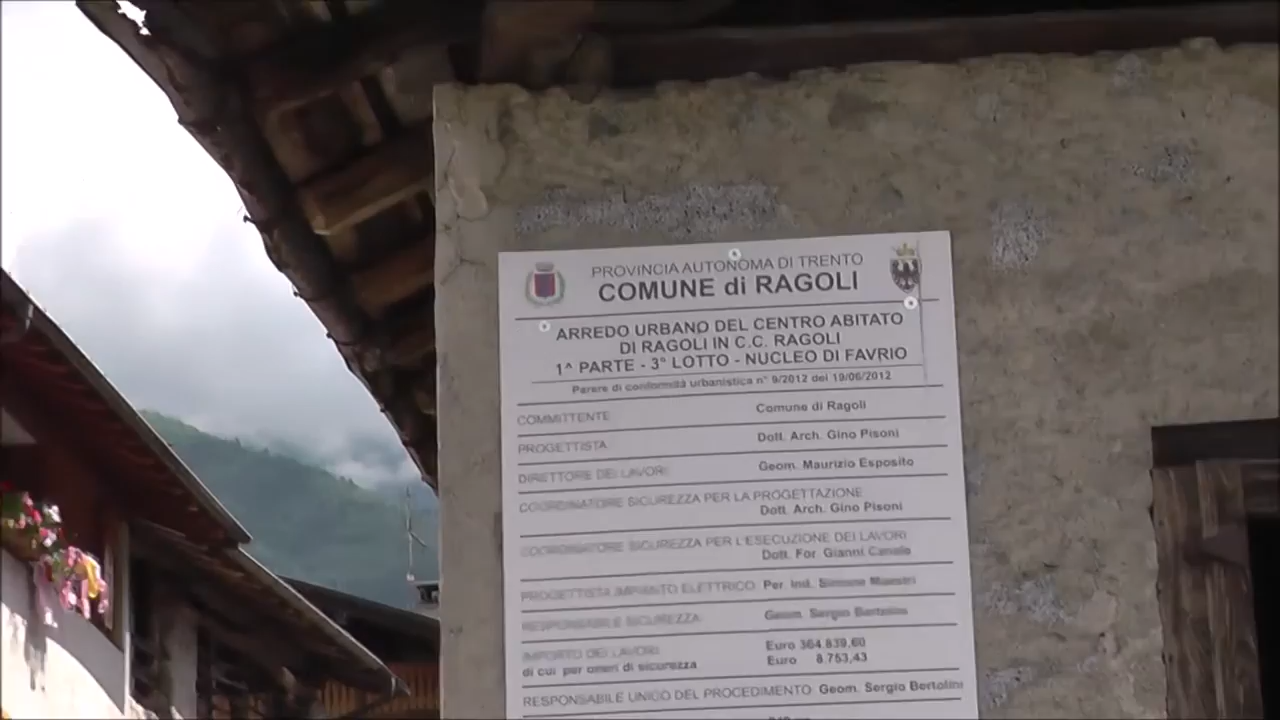 PROVINCIA AUTONOMA DI TRENTO
COMUNE di RAGOLI
ARREDO URBANO DEL CENTRO ABITATO
DI RAGOLI IN C.C. RAGOLI
1^ PARTE - 3° LOTTO - NUCLEO DI FAVRIO
Parere di conformità urbanistica n° 9/2012 del 19/06/2012
COMMITTENTE Comune di Ragoli
PROGETTISTA Dott. Arch. Gino Pisoni
DIRETTORE DEI LAVORI Geom. Maurizio Esposito
COORDINATORE SICUREZZA PER LA PROGETTAZIONE
Dott. Arch. Gino Pisoni
COORDINATORE SICUREZZA PER L'ESECUZIONE DEI LAVORI
Dott. For. Gianni Canale
PROGETTISTA IMPIANTO ELETTRICO Per. Ind. Simone Maestri
RESPONSABILE SICUREZZA Geom. Sergio Bertolini
IMPORTO DEI LAVORI Euro 364.839,60
di cui per oneri di sicurezza Euro 8.753,43
RESPONSABILE UNICO DEL PROCEDIMENTO Geom. Sergio Bertolini